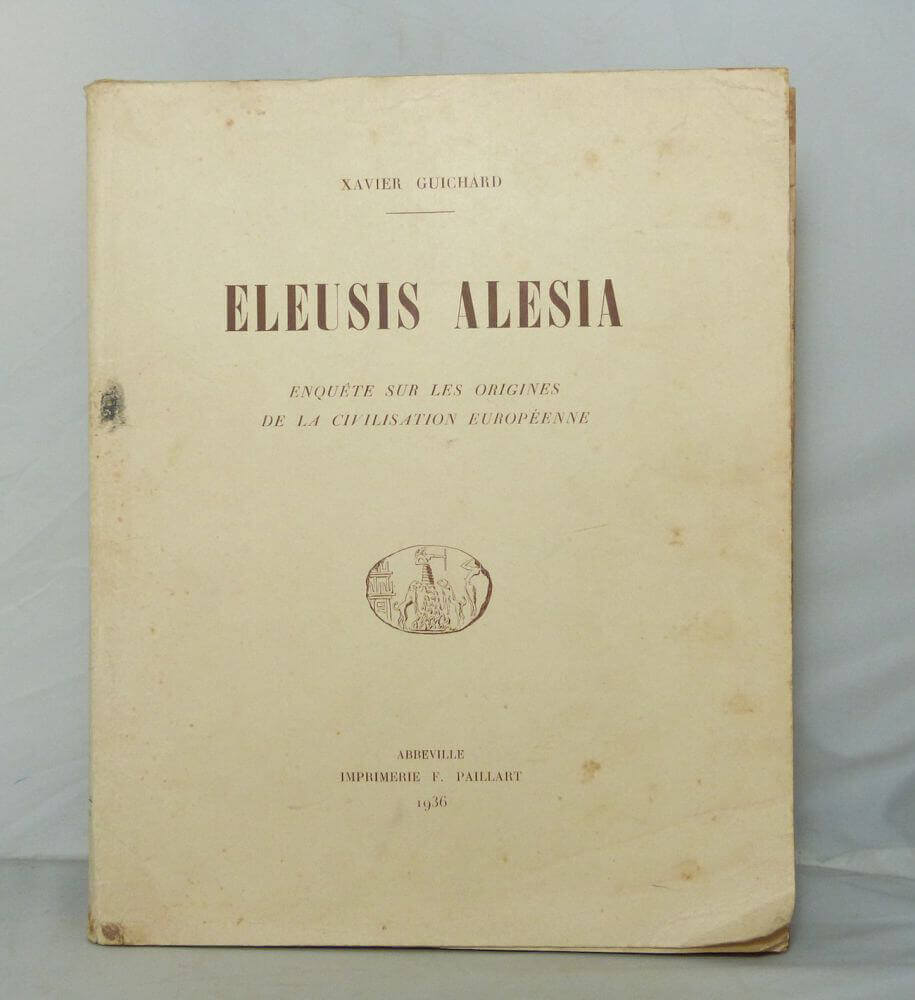 XAVIER GUICHARD
ELEUSIS ALESIA
ENQUÊTE SUR LES ORIGINES
DE LA CIVILISATION EUROPÉENNE
ABBEVILLE
IMPRIMERIE F. PAILLART
1936